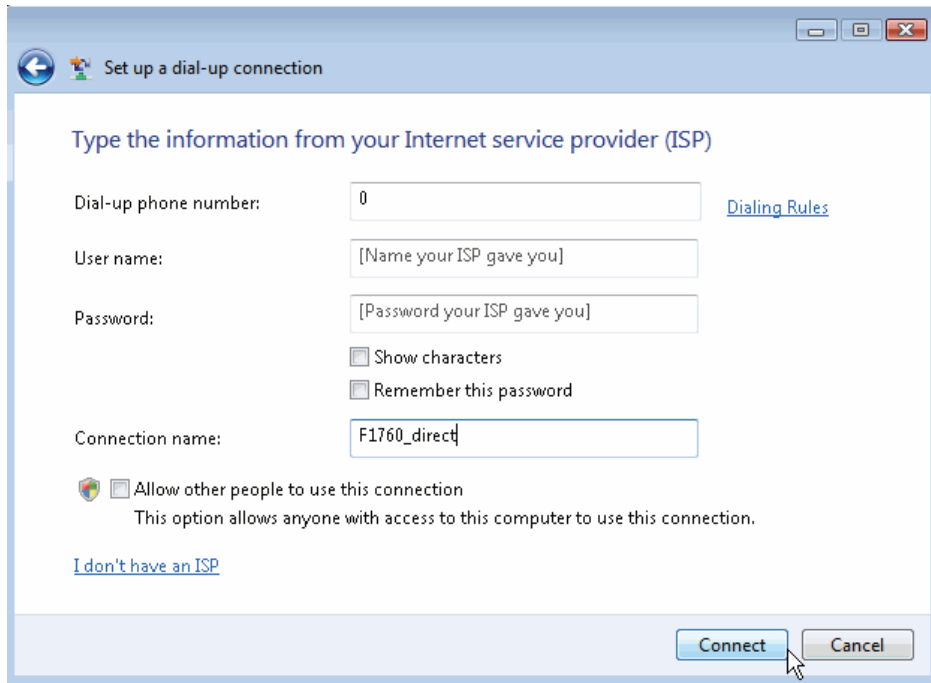 Set up a dial-up connection
Type the information from your Internet service provider (ISP)
Dial-up phone number:
0
Dialing Rules
User name:
[Name your ISP gave you]
Password:
[Password your ISP gave you]
Show characters
Remember this password
Connection name:
F1760_direct
Allow other people to use this connection
This option allows anyone with access to this computer to use this connection.
I don't have an ISP
Connect
Cancel